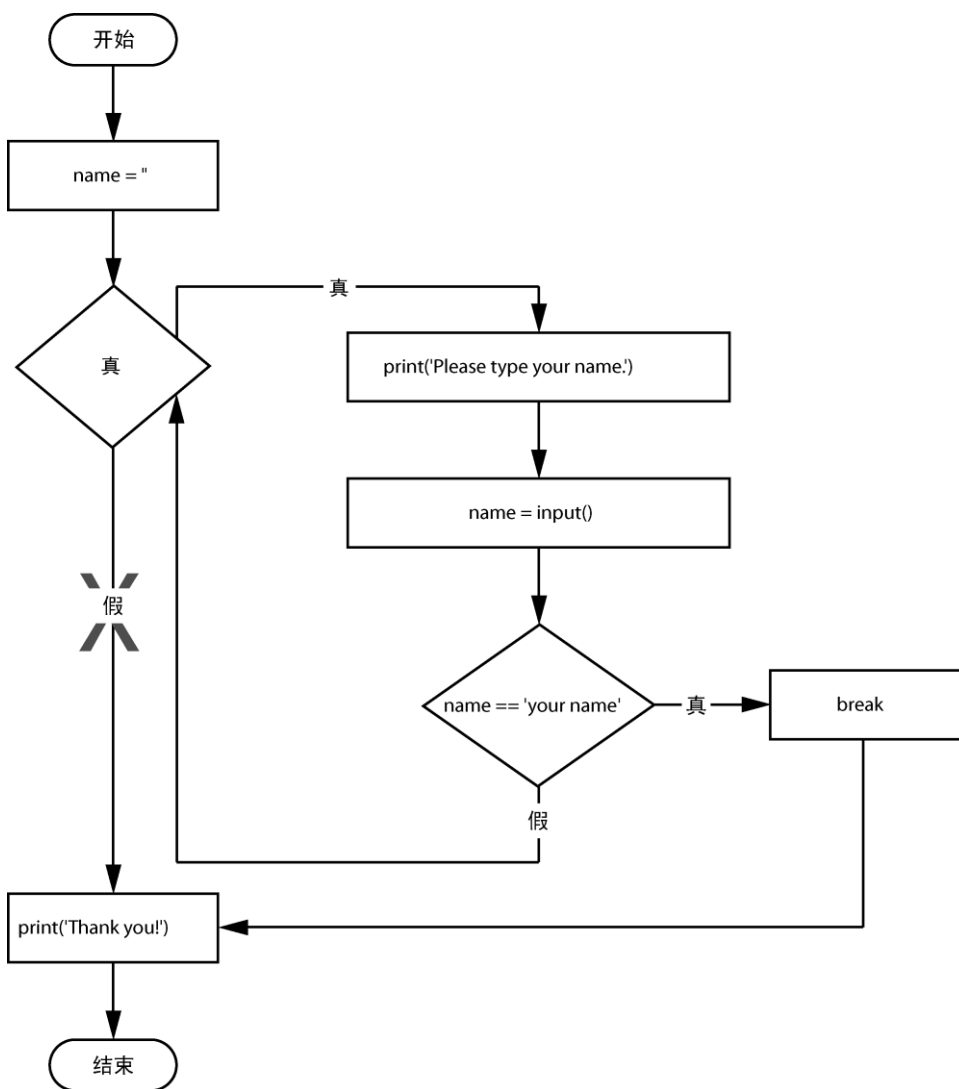 开始
name = ''
真
真
print('Please type your name.')
name = input()
假
name == 'your name'
真
break
假
print('Thank you!')
结束